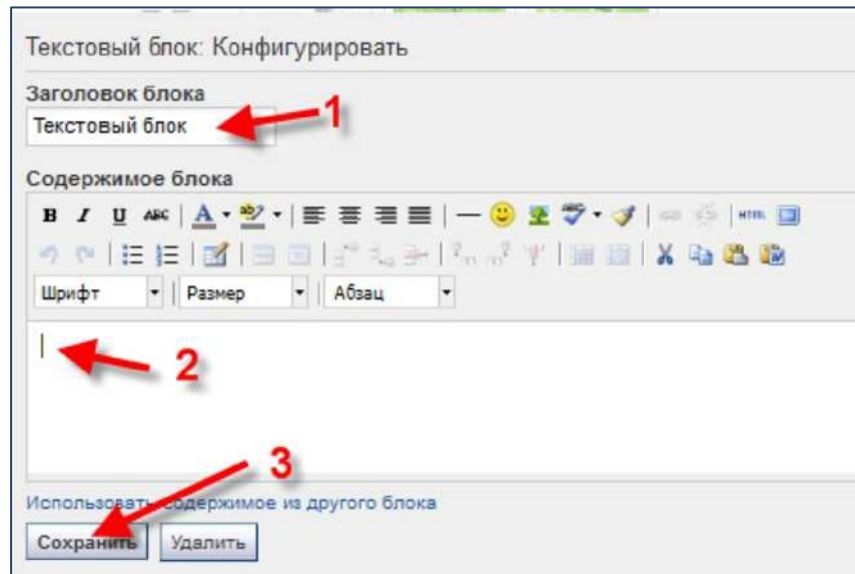 Текстовый блок: Конфигурировать
Заголовок блока
Текстовый блок
1
Содержимое блока
B I U ABC A ab HTML
Шрифт Размер Абзац
2
3
Использовать содержимое из другого блока
Сохранить Удалить